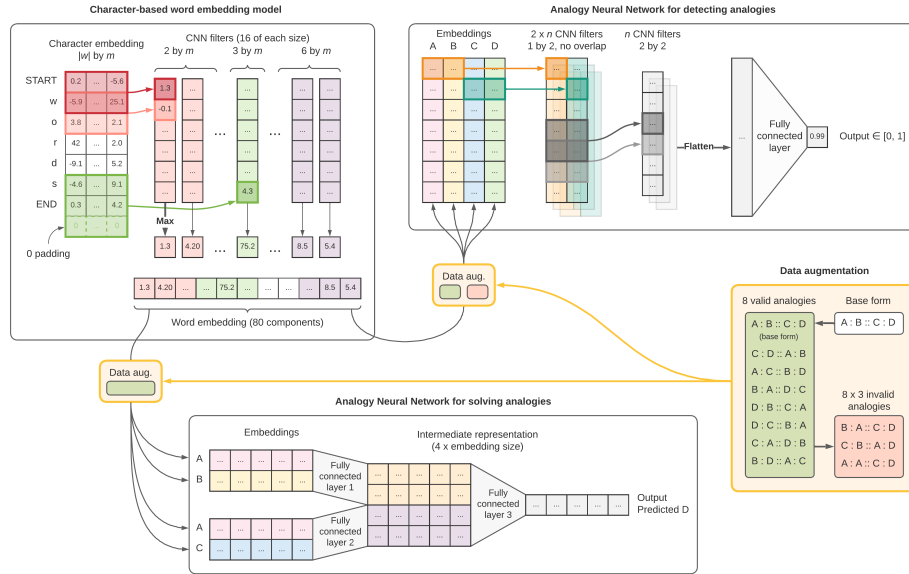 Character-based word embedding model
Character embedding
|w| by m
CNN filters (16 of each size)
2 by m
3 by m
6 by m
START
0.2 ... -5.6
w
-5.9 ... 25.1
o
3.8 ... 2.1
r
42 ... 2.0
d
-9.1 ... 5.2
s
-4.6 ... 9.1
END
0.3 ... 4.2
0 ... 0
0 padding
1.3
...
-0.1
...
...
...
...
4.3
Max
1.3 4.20 ... 75.2 ... 8.5 5.4
1.3 4.20 ... ... 75.2 ... ... ... ... 8.5 5.4
Word embedding (80 components)
Analogy Neural Network for detecting analogies
Embeddings
A B C D
2 x n CNN filters
1 by 2, no overlap
n CNN filters
2 by 2
... ... ... ...
... ... ... ...
... ... ... ...
... ... ... ...
... ... ... ...
... ... ... ...
... ... ... ...
Flatten
...
Fully
connected
layer
0.99
Output ∈ [0, 1]
Data aug.
Data aug.
Data augmentation
8 valid analogies
A : B :: C : D
(base form)
C : D :: A : B
A : C :: B : D
B : A :: D : C
D : B :: C : A
D : C :: B : A
C : A :: D : B
B : D :: A : C
Base form
A : B :: C : D
8 x 3 invalid
analogies
B : A :: C : D
C : B :: A : D
A : A :: C : D
Analogy Neural Network for solving analogies
Embeddings
Intermediate representation
(4 x embedding size)
A
... ... ... ... ...
B
... ... ... ... ...
Fully
connected
layer 1
A
... ... ... ... ...
C
... ... ... ... ...
Fully
connected
layer 2
... ... ... ... ...
... ... ... ... ...
... ... ... ... ...
... ... ... ... ...
Fully
connected
layer 3
... ... ... ... ...
Output
Predicted D